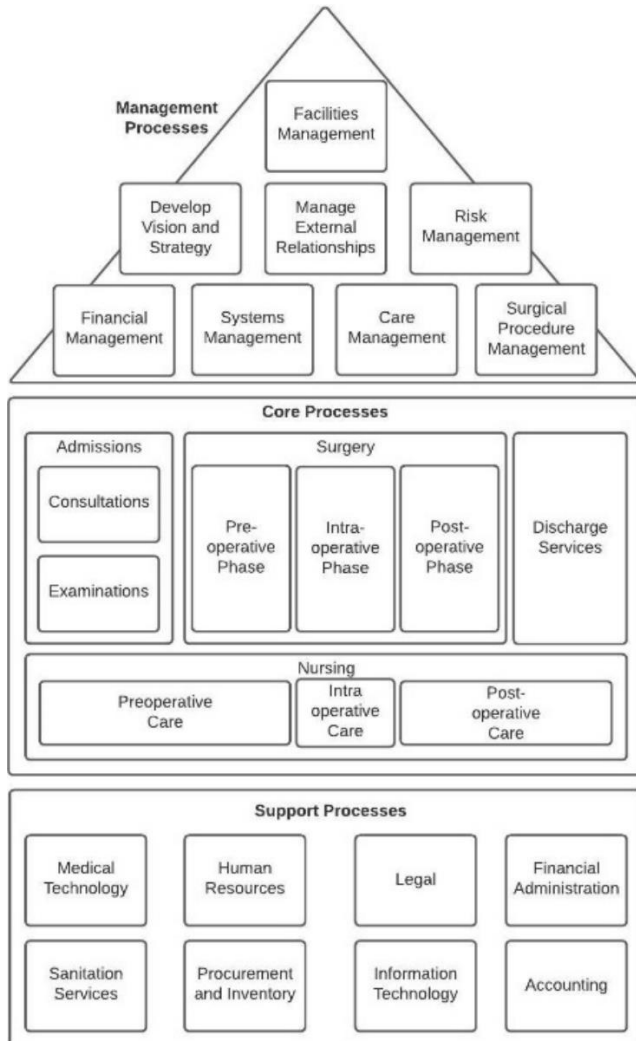 Management
Processes
Facilities
Management
Develop
Vision and
Strategy
Manage
External
Relationships
Risk
Management
Financial
Management
Systems
Management
Care
Management
Surgical
Procedure
Management
Core Processes
Admissions
Consultations
Examinations
Surgery
Pre-
operative
Phase
Intra-
operative
Phase
Post-
operative
Phase
Discharge
Services
Nursing
Preoperative
Care
Intra
operative
Care
Post-
operative Care
Support Processes
Medical
Technology
Human
Resources
Legal
Financial
Administration
Sanitation
Services
Procurement
and Inventory
Information
Technology
Accounting